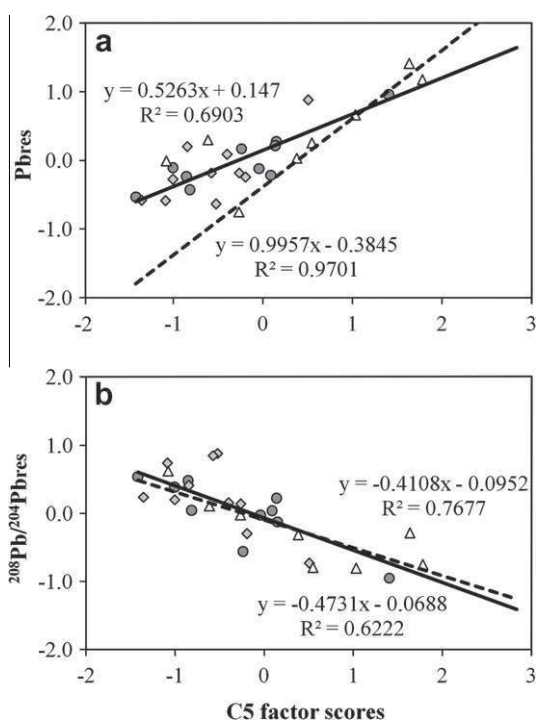 a
2.0
1.0
0.0
-1.0
-2.0
Pbres
y = 0.5263x + 0.147
R² = 0.6903
y = 0.9957x - 0.3845
R² = 0.9701
-2
-1
0
1
2
3
b
2.0
1.0
0.0
-1.0
-2.0
²⁰⁸Pb/²⁰⁴Pbres
y = -0.4108x - 0.0952
R² = 0.7677
y = -0.4731x - 0.0688
R² = 0.6222
-2
-1
0
1
2
3
C5 factor scores